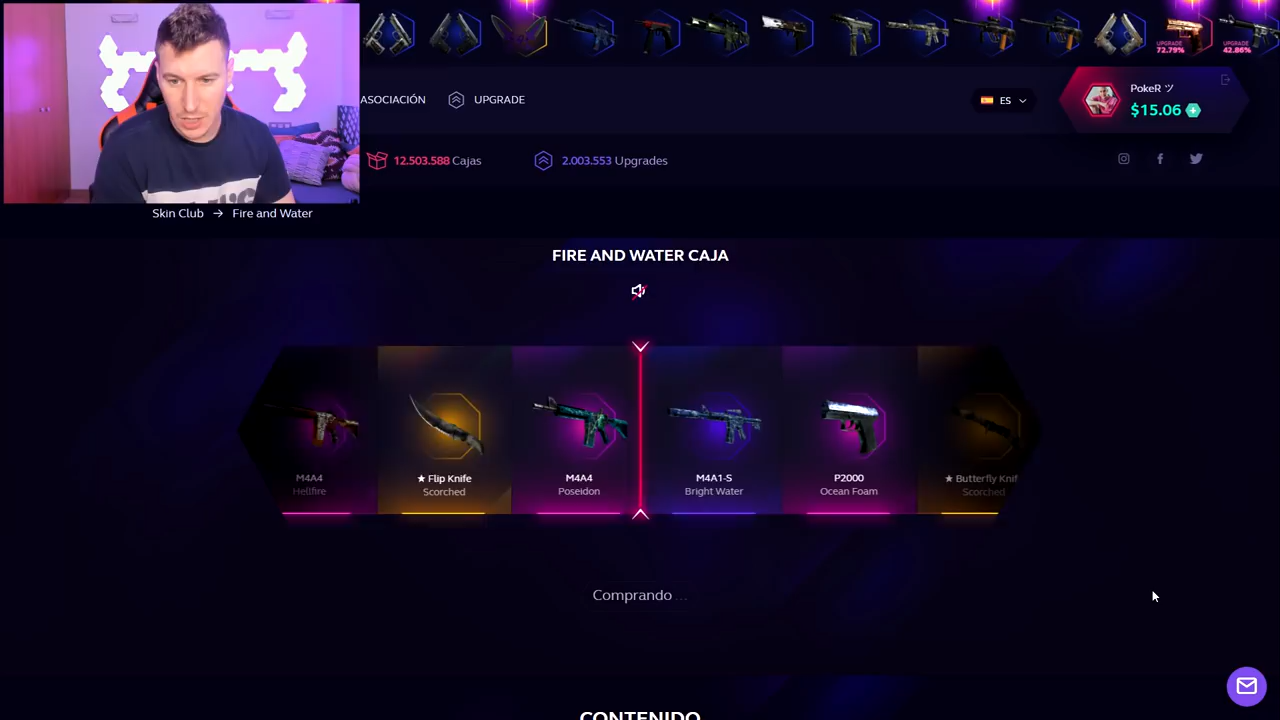 UPGRADE
72.79%
UPGRADE
42.86%
ASOCIACIÓN
UPGRADE
ES
PokeR ツ
$15.06
12.503.588 Cajas
2.003.553 Upgrades
Skin Club → Fire and Water
FIRE AND WATER CAJA
M4A4
Hellfire
★ Flip Knife
Scorched
M4A4
Poseidon
M4A1-S
Bright Water
P2000
Ocean Foam
★ Butterfly Knif
Scorched
Comprando ...
CONTENIDO